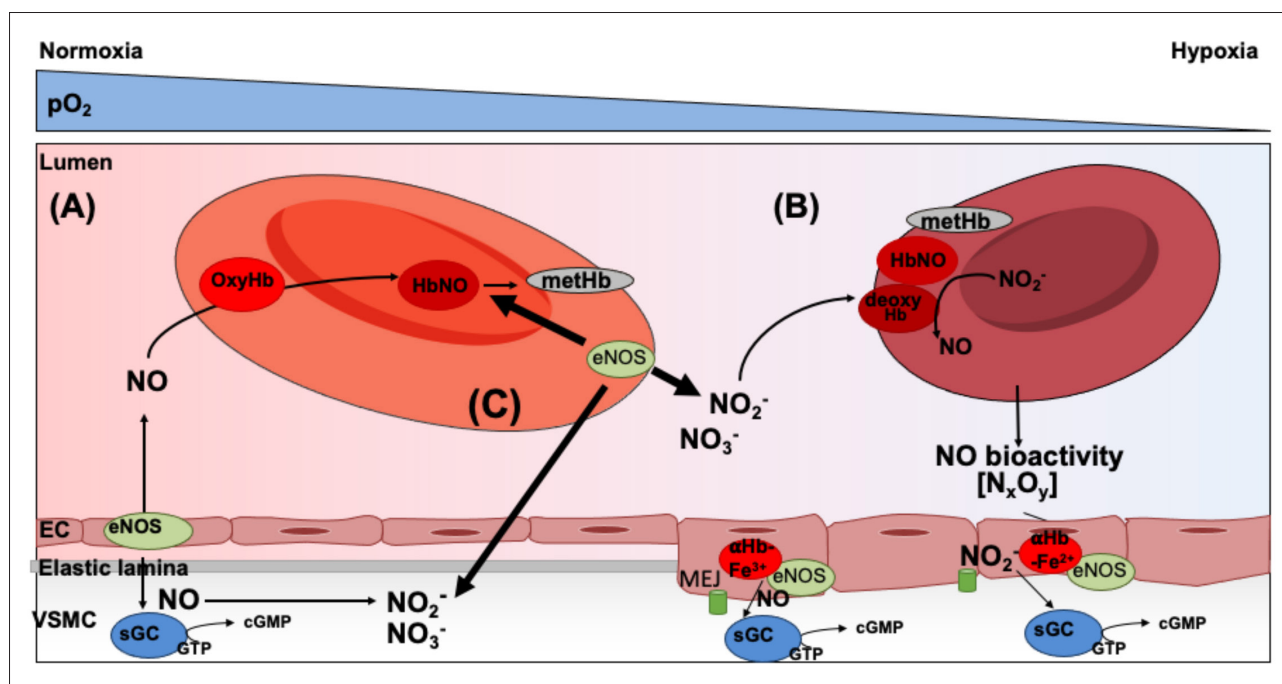 Normoxia
Hypoxia
pO₂
Lumen
(A)
(B)
metHb
OxyHb
HbNO
metHb
HbNO
NO₂⁻
deoxy
Hb
NO
eNOS
NO
(C)
NO₂⁻
NO₃⁻
NO bioactivity
[NₓOᵧ]
EC
eNOS
αHb-
Fe³⁺
eNOS
αHb
-Fe²⁺
NO₂⁻
eNOS
Elastic lamina
MEJ
NO
NO
NO₂⁻
NO₃⁻
VSMC
sGC
cGMP
GTP
sGC
cGMP
GTP
sGC
cGMP
GTP